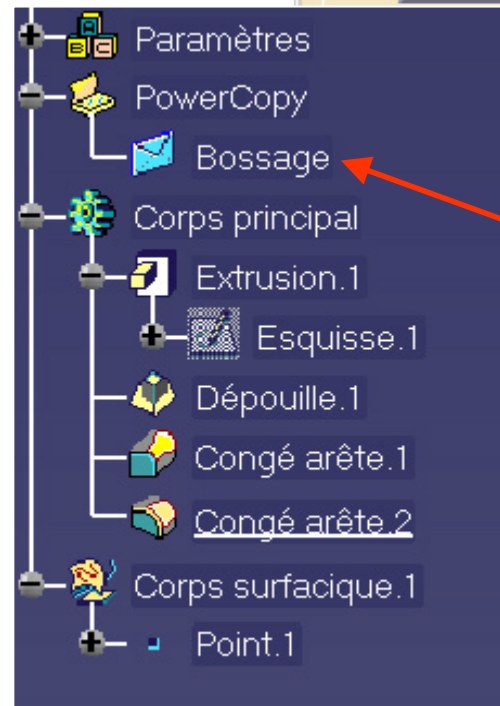 Paramètres
PowerCopy
Bossage
Corps principal
Extrusion.1
Esquisse.1
Dépouille.1
Congé arête.1
Congé arête.2
Corps surfacique.1
Point.1